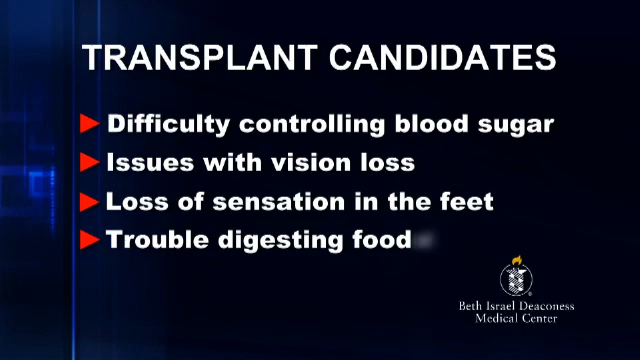 TRANSPLANT CANDIDATES
Difficulty controlling blood sugar
Issues with vision loss
Loss of sensation in the feet
Trouble digesting food
Beth Israel Deaconess
Medical Center